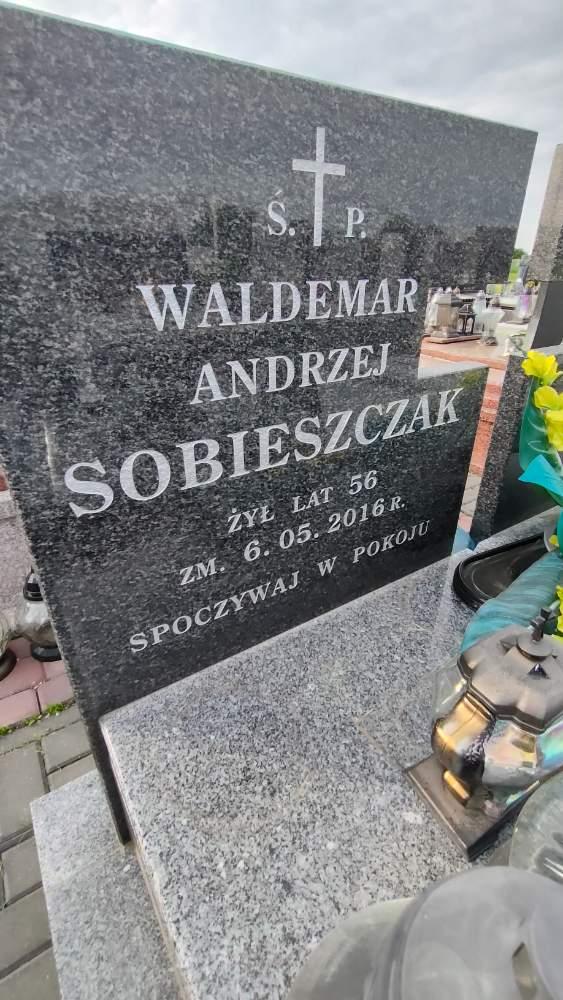 Ś. P.
WALDEMAR
ANDRZEJ
SOBIESZCZAK
ŻYŁ LAT 56
ZM. 6.05.2016 R.
SPOCZYWAJ W POKOJU